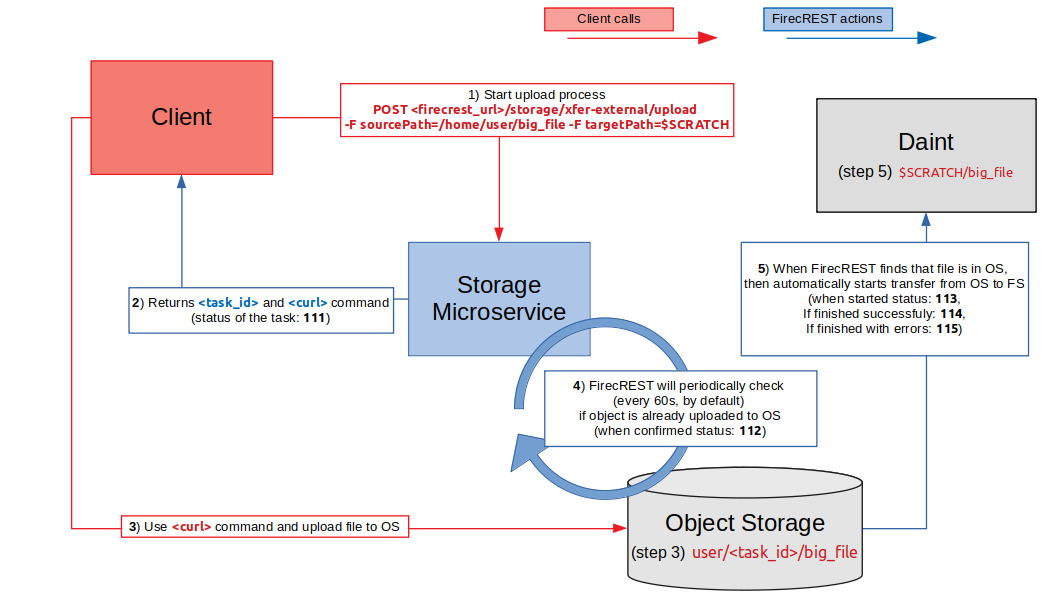 Client calls
FirecREST actions
Client
1) Start upload process
POST <firecrest_url>/storage/xfer-external/upload
-F sourcePath=/home/user/big_file -F targetPath=$SCRATCH
Daint
(step 5) $SCRATCH/big_file
Storage
Microservice
2) Returns <task_id> and <curl> command
(status of the task: 111)
5) When FirecREST finds that file is in OS,
then automatically starts transfer from OS to FS
(when started status: 113,
If finished successfuly: 114,
If finished with errors: 115)
4) FirecREST will periodically check
(every 60s, by default)
if object is already uploaded to OS
(when confirmed status: 112)
3) Use <curl> command and upload file to OS
Object Storage
(step 3) user/<task_id>/big_file